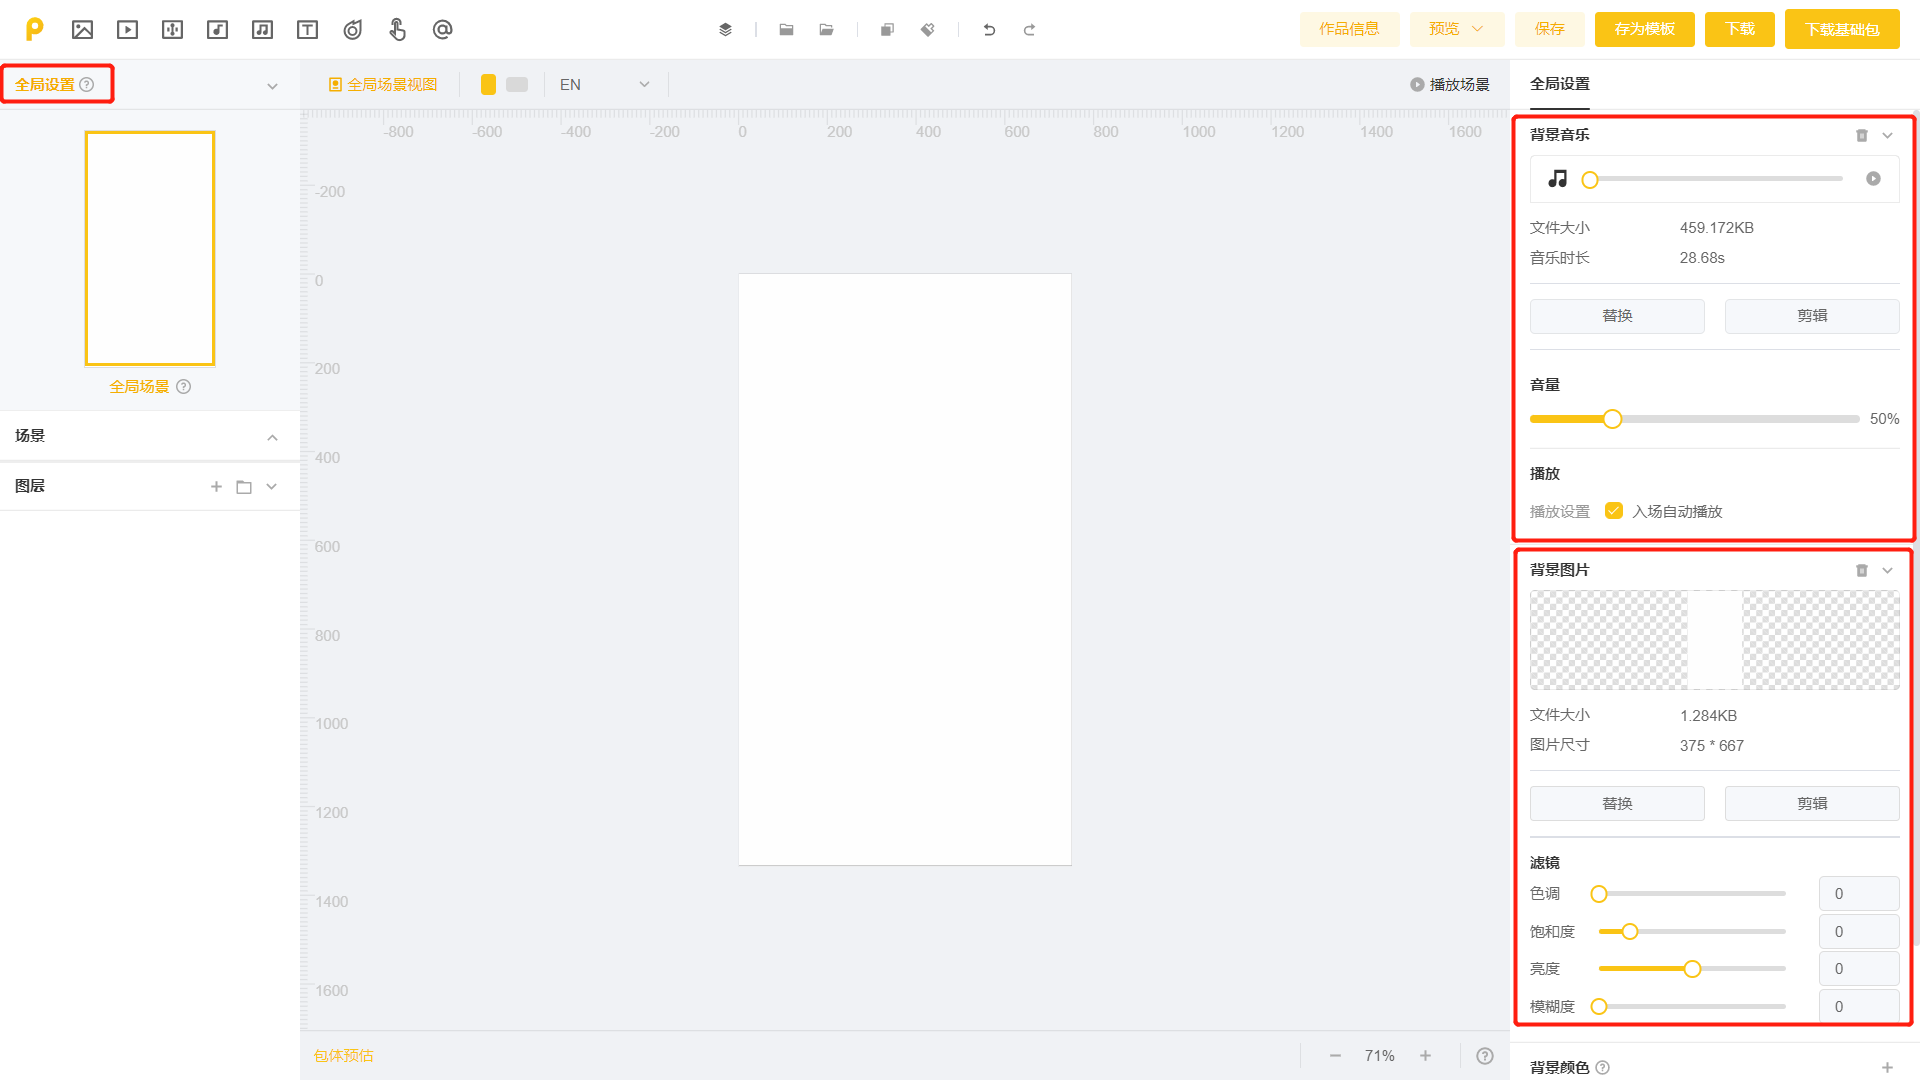 作品信息
预览
保存
存为模板
下载
下载基础包
全局设置
全局场景
场景
图层
全局场景视图
EN
播放场景
-800 -600 -400 -200 0 200 400 600 800 1000 1200 1400 1600
-200
0
200
400
600
800
1000
1200
1400
1600
包体预估
71%
全局设置
背景音乐
文件大小 459.172KB
音乐时长 28.68s
替换 剪辑
音量
50%
播放
播放设置 入场自动播放
背景图片
文件大小 1.284KB
图片尺寸 375 * 667
替换 剪辑
滤镜
色调 0
饱和度 0
亮度 0
模糊度 0
背景颜色